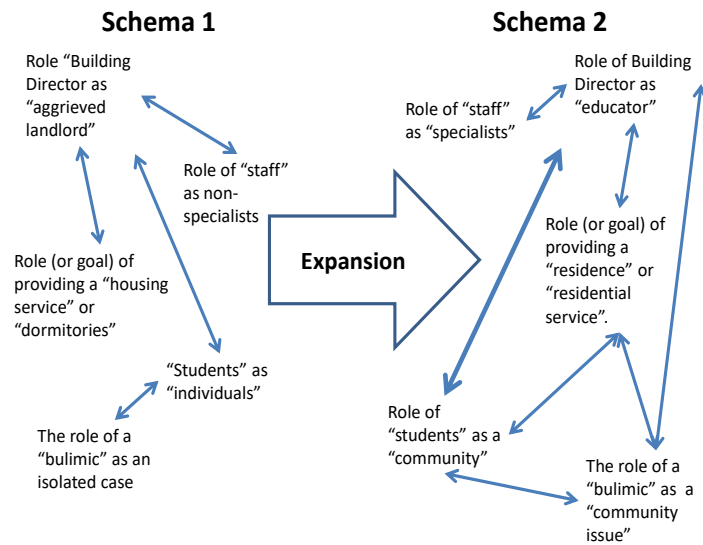 Schema 1
Role “Building
Director as
“aggrieved
landlord”
Role of “staff”
as non-
specialists
Role (or goal) of
providing a “housing
service” or
“dormitories”
“Students” as
“individuals”
The role of a
“bulimic” as an
isolated case
Expansion
Schema 2
Role of Building
Director as
“educator”
Role of “staff”
as “specialists”
Role (or goal) of
providing a
“residence” or
“residential
service”.
Role of
“students” as a
“community”
The role of a
“bulimic” as a
“community
issue”